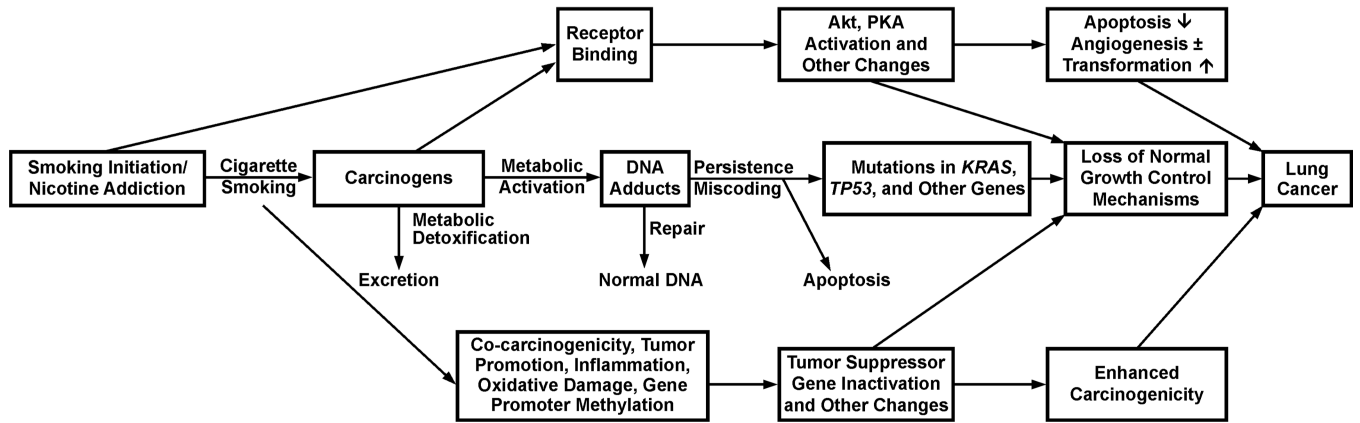 Receptor
Binding
Akt, PKA
Activation and
Other Changes
Apoptosis ↓
Angiogenesis ±
Transformation ↑
Smoking Initiation/
Nicotine Addiction
Cigarette
Smoking
Carcinogens
Metabolic
Activation
DNA
Adducts
Persistence
Miscoding
Mutations in KRAS,
TP53, and Other Genes
Loss of Normal
Growth Control
Mechanisms
Lung
Cancer
Metabolic
Detoxification
Excretion
Repair
Normal DNA
Apoptosis
Co-carcinogenicity, Tumor
Promotion, Inflammation,
Oxidative Damage, Gene
Promoter Methylation
Tumor Suppressor
Gene Inactivation
and Other Changes
Enhanced
Carcinogenicity